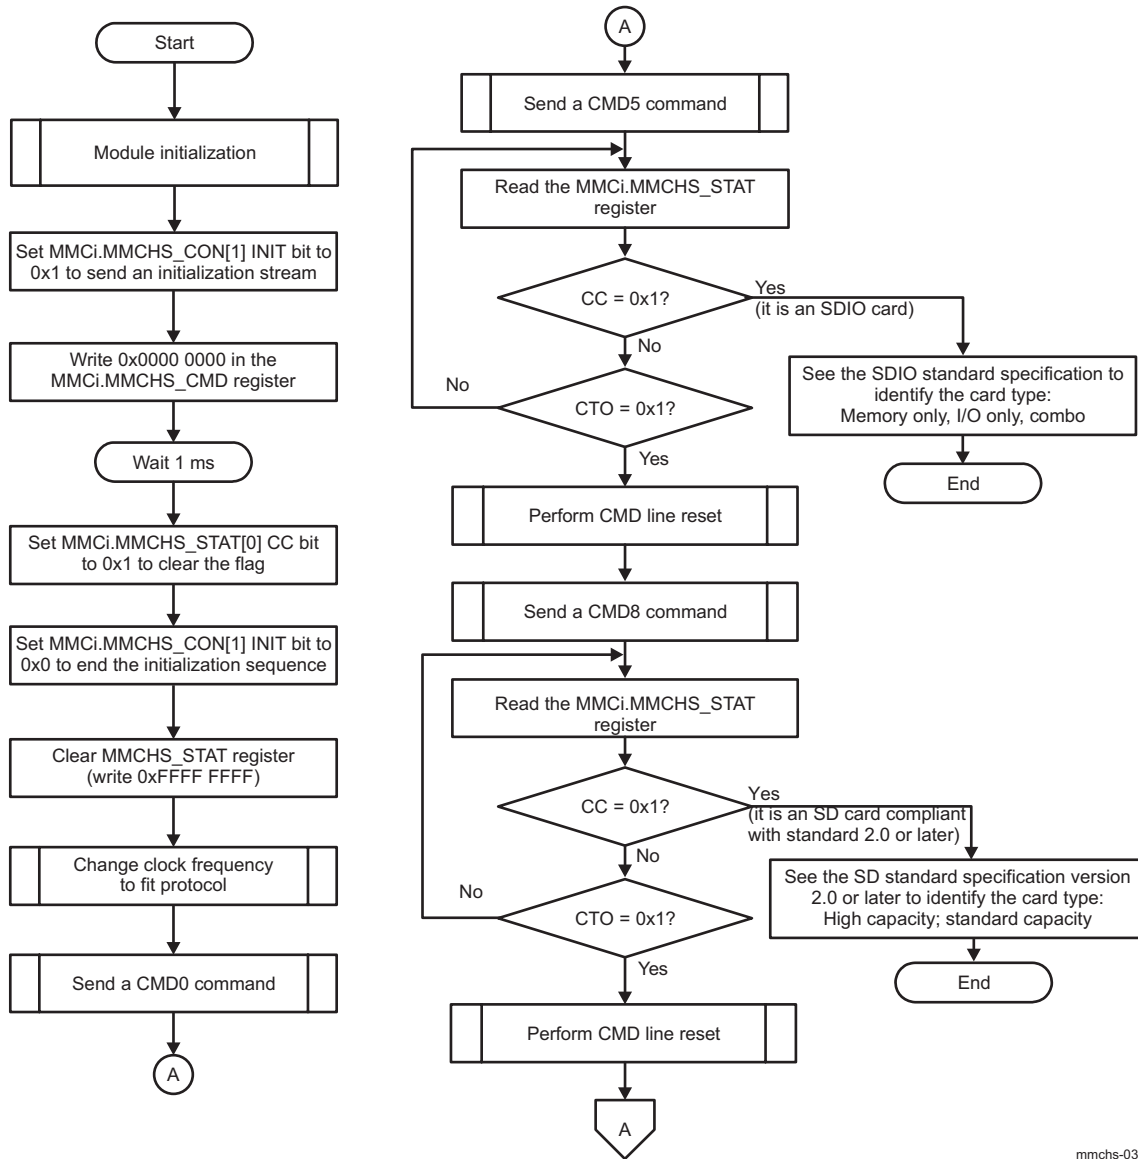 Start
Module initialization
Set MMCi.MMCHS_CON[1] INIT bit to
0x1 to send an initialization stream
Write 0x0000 0000 in the
MMCi.MMCHS_CMD register
Wait 1 ms
Set MMCi.MMCHS_STAT[0] CC bit
to 0x1 to clear the flag
Set MMCi.MMCHS_CON[1] INIT bit to
0x0 to end the initialization sequence
Clear MMCHS_STAT register
(write 0xFFFF FFFF)
Change clock frequency
to fit protocol
Send a CMD0 command
A
A
Send a CMD5 command
Read the MMCi.MMCHS_STAT
register
CC = 0x1?
Yes
(it is an SDIO card)
No
See the SDIO standard specification to
identify the card type:
Memory only, I/O only, combo
End
No
CTO = 0x1?
Yes
Perform CMD line reset
Send a CMD8 command
Read the MMCi.MMCHS_STAT
register
CC = 0x1?
Yes
(it is an SD card compliant
with standard 2.0 or later)
No
See the SD standard specification version
2.0 or later to identify the card type:
High capacity; standard capacity
End
No
CTO = 0x1?
Yes
Perform CMD line reset
A
mmchs-03